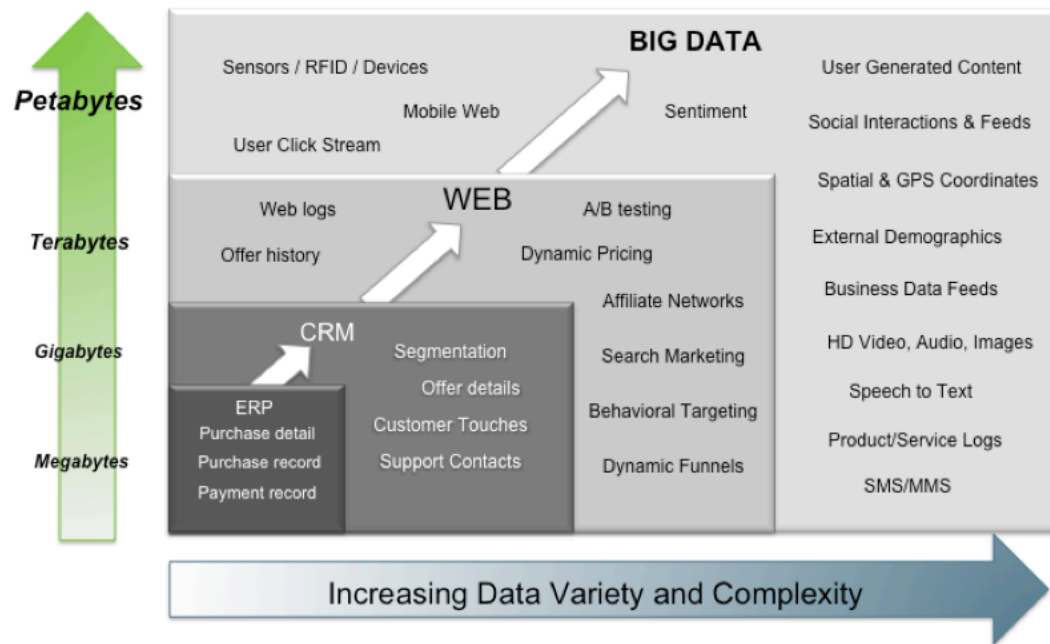 BIG DATA
Sensors / RFID / Devices
User Generated Content
Petabytes
Mobile Web
Sentiment
Social Interactions & Feeds
User Click Stream
Spatial & GPS Coordinates
WEB
Web logs
A/B testing
Terabytes
External Demographics
Offer history
Dynamic Pricing
Business Data Feeds
Affiliate Networks
CRM
HD Video, Audio, Images
Gigabytes
Segmentation
Search Marketing
Offer details
Speech to Text
ERP
Behavioral Targeting
Purchase detail
Customer Touches
Product/Service Logs
Megabytes
Purchase record
Support Contacts
Dynamic Funnels
SMS/MMS
Payment record
Increasing Data Variety and Complexity